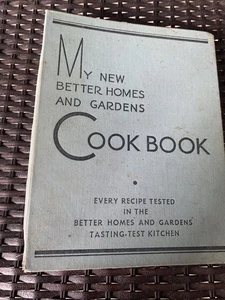 MY NEW
BETTER HOMES
AND GARDENS
COOK BOOK
EVERY RECIPE TESTED
IN THE
BETTER HOMES AND GARDENS
TASTING-TEST KITCHEN